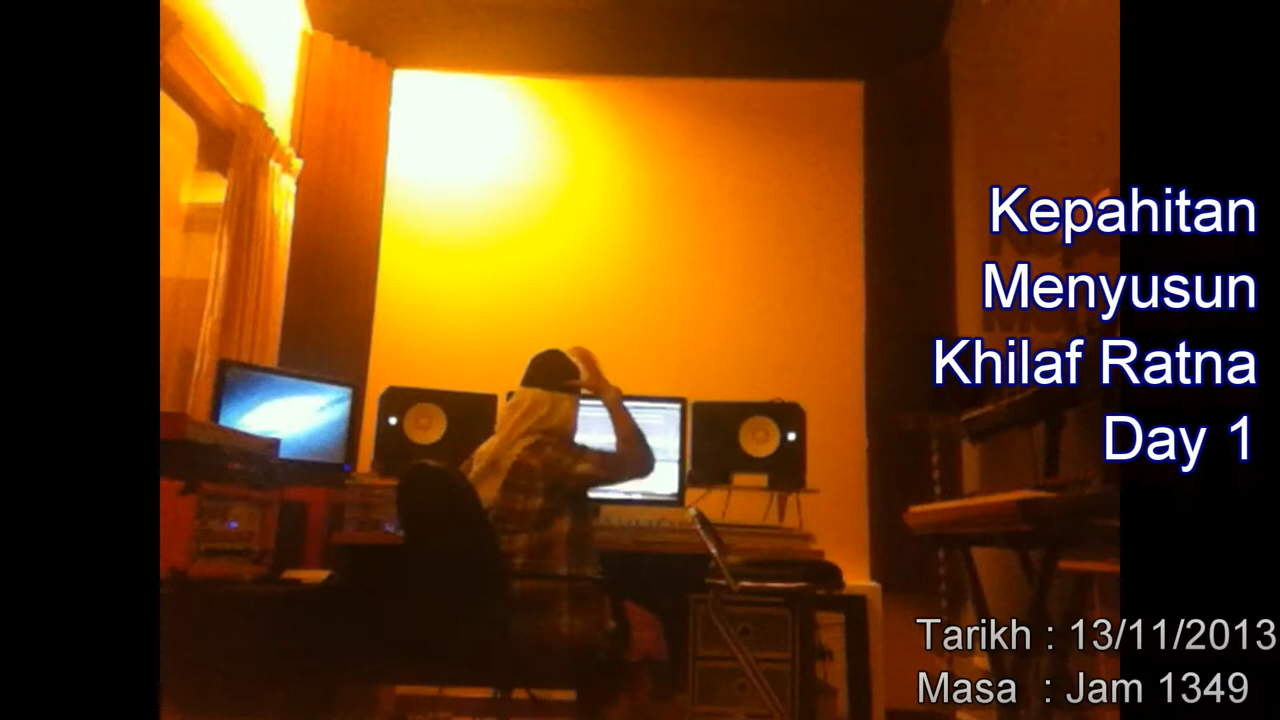 Kepahitan
Menyusun
Khilaf Ratna
Day 1
Tarikh : 13/11/2013
Masa : Jam 1349